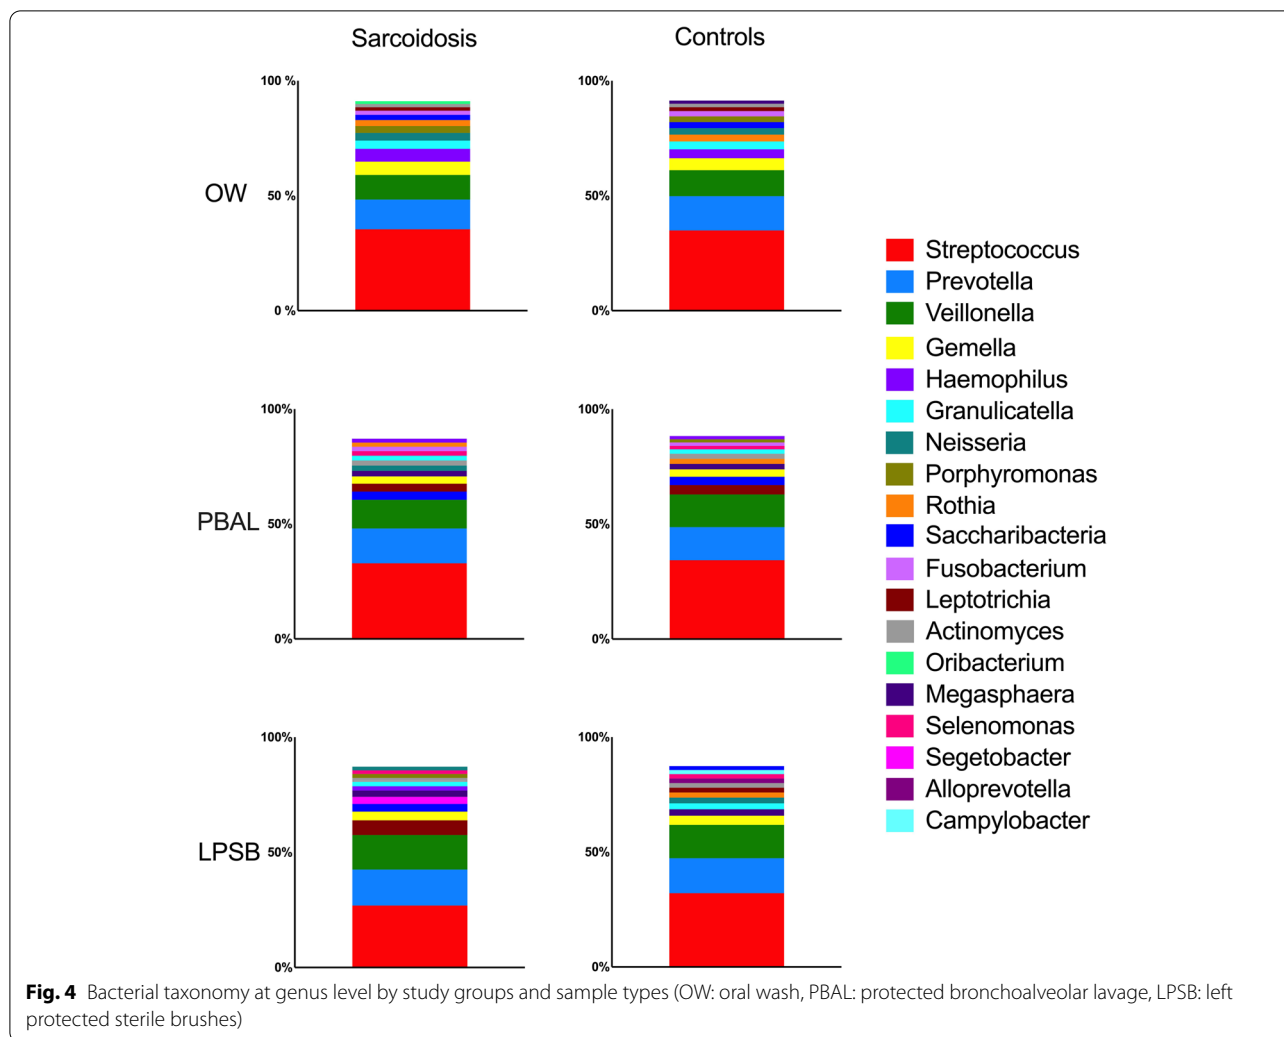 Sarcoidosis
Controls
100 %
50 %
0 %
OW
100%
50%
0%
Streptococcus
Prevotella
Veillonella
Gemella
Haemophilus
Granulicatella
Neisseria
Porphyromonas
Rothia
Saccharibacteria
Fusobacterium
Leptotrichia
Actinomyces
Oribacterium
Megasphaera
Selenomonas
Segetobacter
Alloprevotella
Campylobacter
100%
50%
0%
PBAL
100%
50%
0%
100%
50%
0%
LPSB
100%
50%
0%
Fig. 4 Bacterial taxonomy at genus level by study groups and sample types (OW: oral wash, PBAL: protected bronchoalveolar lavage, LPSB: left
protected sterile brushes)